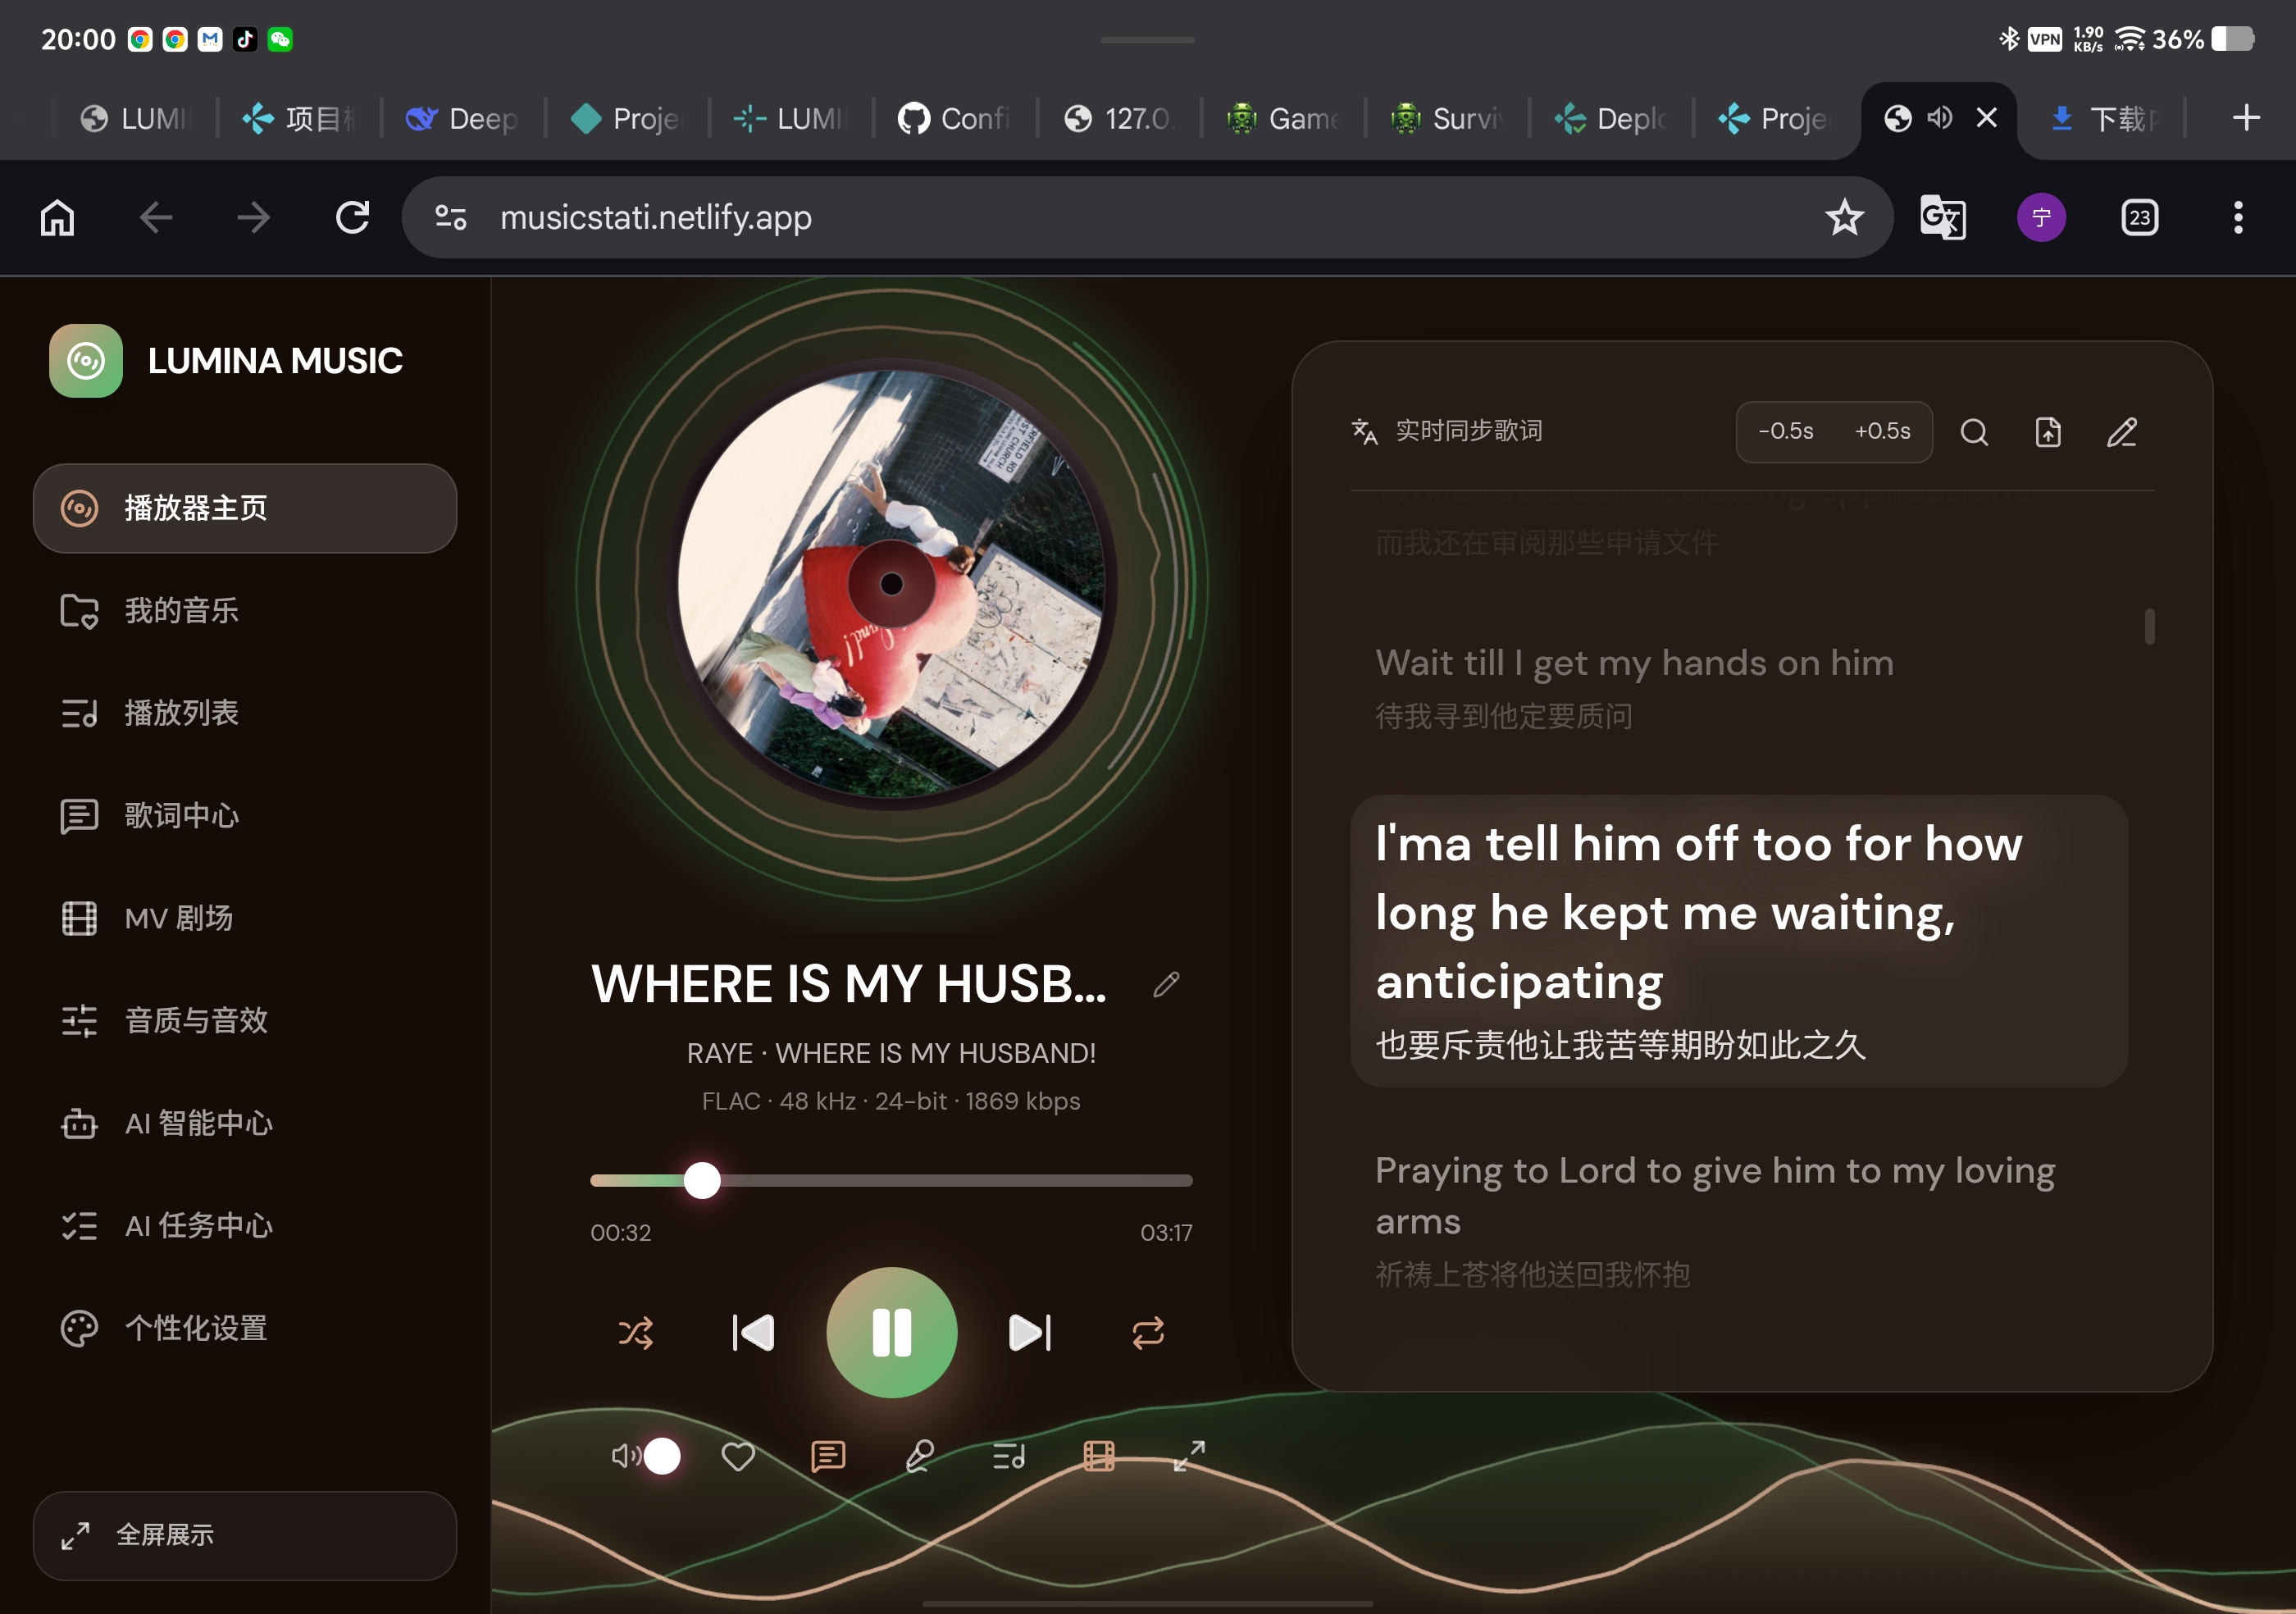 20:00
VPN 1.90 KB/s 36%
LUMI
项目
Deep
Proje
LUMI
Confi
127.0.
Game
Survi
Deplo
Proje
下载
musicstati.netlify.app
宁
23
LUMINA MUSIC
播放器主页
我的音乐
播放列表
歌词中心
MV 剧场
音质与音效
AI 智能中心
AI 任务中心
个性化设置
全屏展示
WHERE IS MY HUSB...
RAYE · WHERE IS MY HUSBAND!
FLAC · 48 kHz · 24-bit · 1869 kbps
00:32
03:17
实时同步歌词
-0.5s
+0.5s
而我还在审阅那些申请文件
Wait till I get my hands on him
待我寻到他定要质问
I'ma tell him off too for how
long he kept me waiting,
anticipating
也要斥责他让我苦等期盼如此之久
Praying to Lord to give him to my loving
arms
祈祷上苍将他送回我怀抱